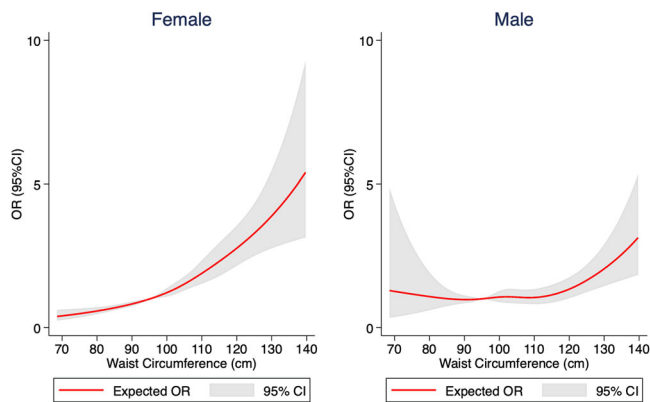 Female
10
5
0
OR (95%CI)
70 80 90 100 110 120 130 140
Waist Circumference (cm)
Expected OR 95% CI
Male
10
5
0
OR (95%CI)
70 80 90 100 110 120 130 140
Waist Circumference (cm)
Expected OR 95% CI